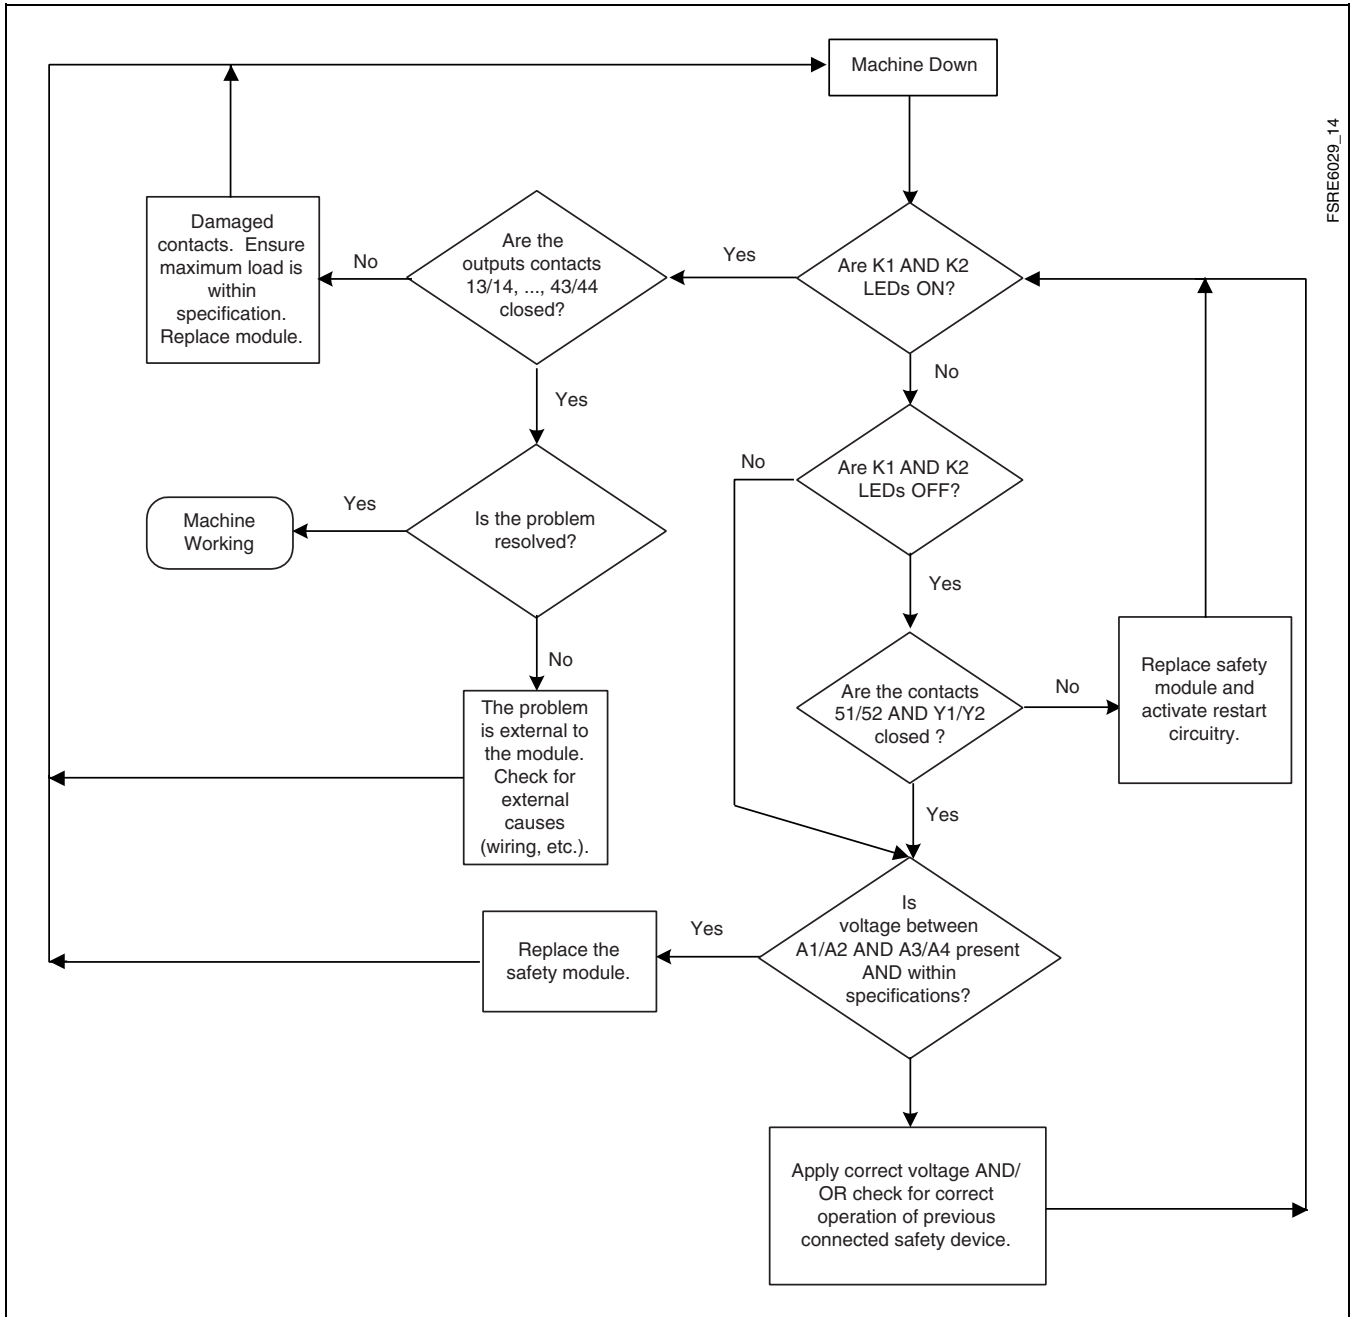 Machine Down
FSRE6029_14
Damaged
contacts. Ensure
maximum load is
within
specification.
Replace module.
No
Are the
outputs contacts
13/14, ..., 43/44
closed?
Yes
Are K1 AND K2
LEDs ON?
No
Yes
Are K1 AND K2
LEDs OFF?
No
Yes
Machine
Working
Yes
Is the problem
resolved?
No
The problem
is external to
the module.
Check for
external
causes
(wiring, etc.).
Are the contacts
51/52 AND Y1/Y2
closed ?
No
Replace safety
module and
activate restart
circuitry.
Yes
Is
voltage between
A1/A2 AND A3/A4 present
AND within
specifications?
Yes
Replace the
safety module.
Apply correct voltage AND/
OR check for correct
operation of previous
connected safety device.